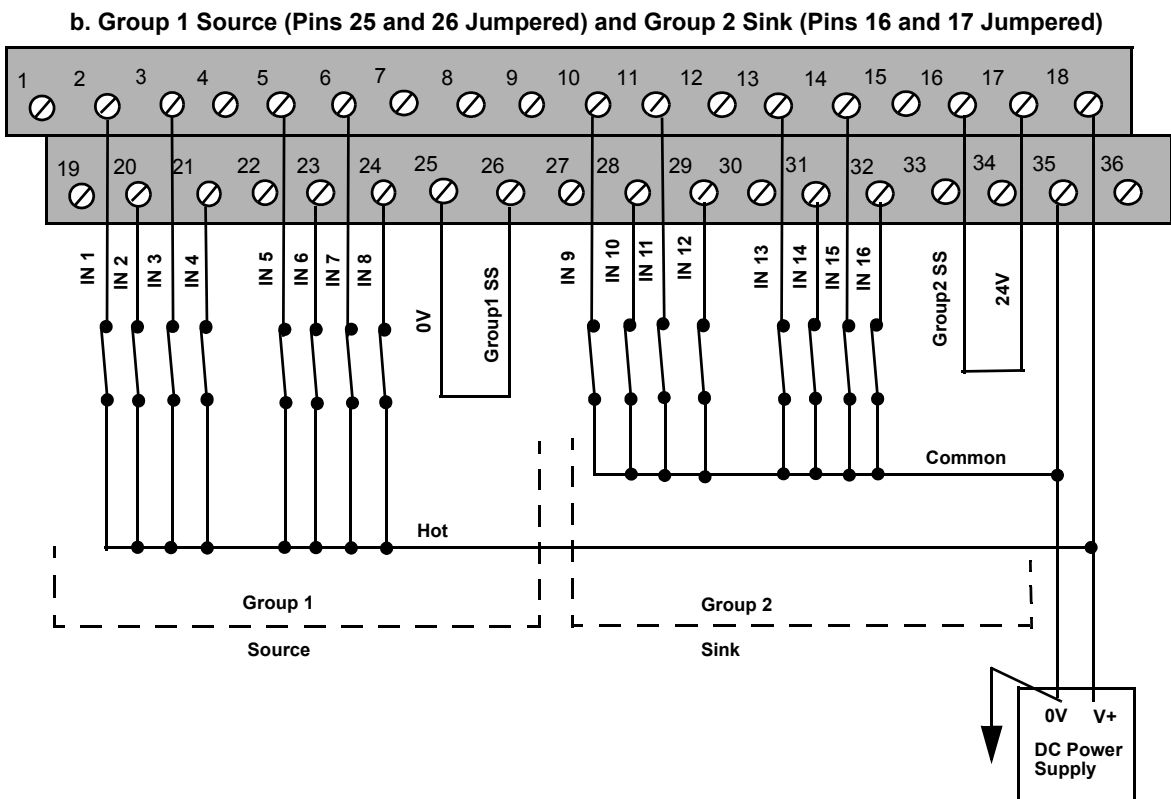 b. Group 1 Source (Pins 25 and 26 Jumpered) and Group 2 Sink (Pins 16 and 17 Jumpered)
1 2 3 4 5 6 7 8 9 10 11 12 13 14 15 16 17 18
19 20 21 22 23 24 25 26 27 28 29 30 31 32 33 34 35 36
IN 1
IN 2
IN 3
IN 4
IN 5
IN 6
IN 7
IN 8
0V
Group1 SS
IN 9
IN 10
IN 11
IN 12
IN 13
IN 14
IN 15
IN 16
Group2 SS
24V
Common
Hot
Group 1
Group 2
Source
Sink
0V V+
DC Power
Supply